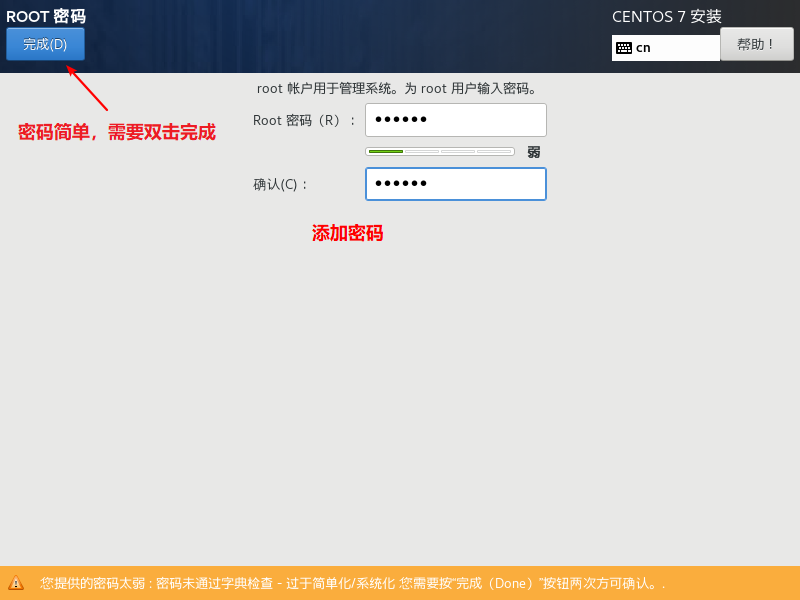 ROOT 密码
CENTOS 7 安装
完成(D)
cn
帮助！
root 帐户用于管理系统。为 root 用户输入密码。
Root 密码（R）：
••••••
密码简单，需要双击完成
弱
确认(C)：
••••••
添加密码
您提供的密码太弱 : 密码未通过字典检查 - 过于简单化/系统化 您需要按“完成（Done）”按钮两次方可确认。.